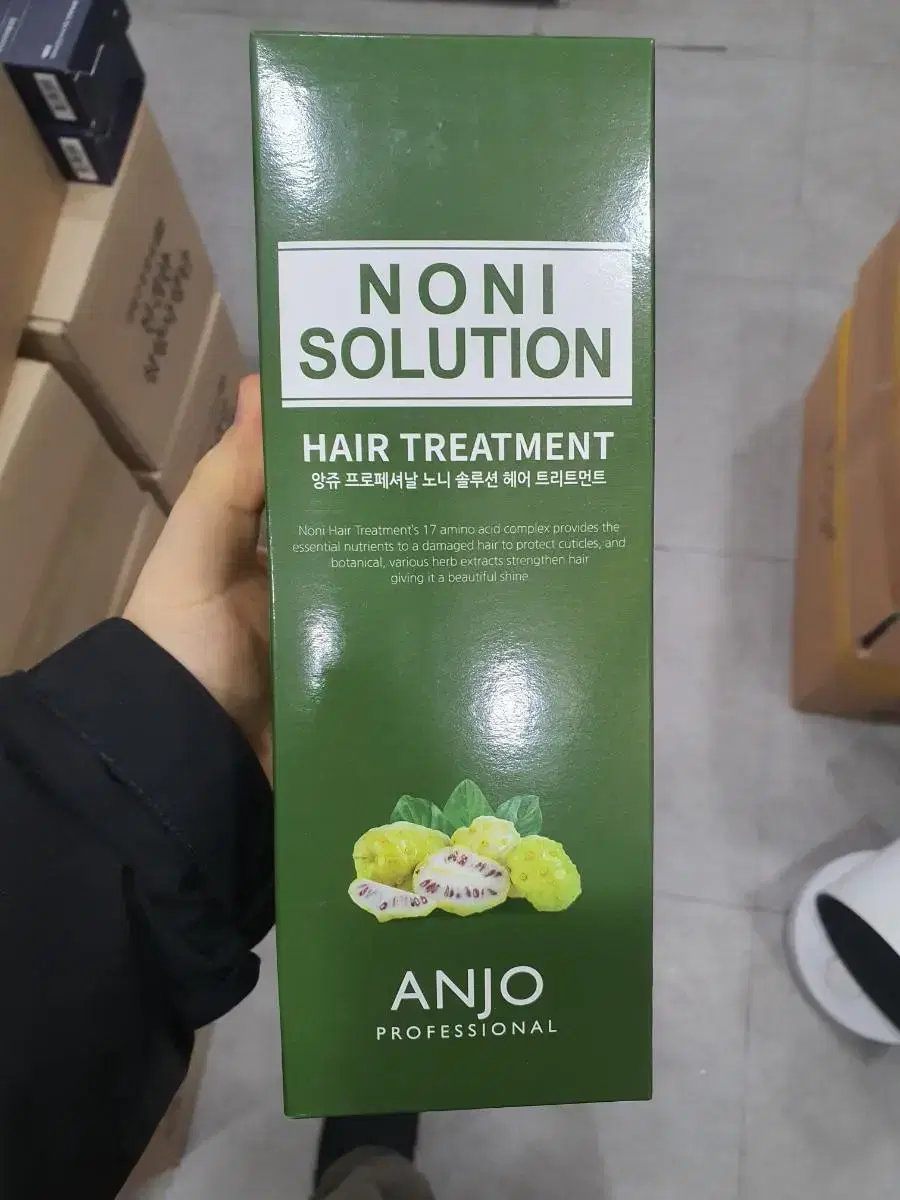 NONI
SOLUTION
HAIR TREATMENT
앙쥬 프로페셔날 노니 솔루션 헤어 트리트먼트
Noni Hair Treatment's 17 amino acid complex provides the
essential nutrients to a damaged hair to protect cuticles, and
botanical, various herb extracts strengthen hair
giving it a beautiful shine.
ANJO
PROFESSIONAL